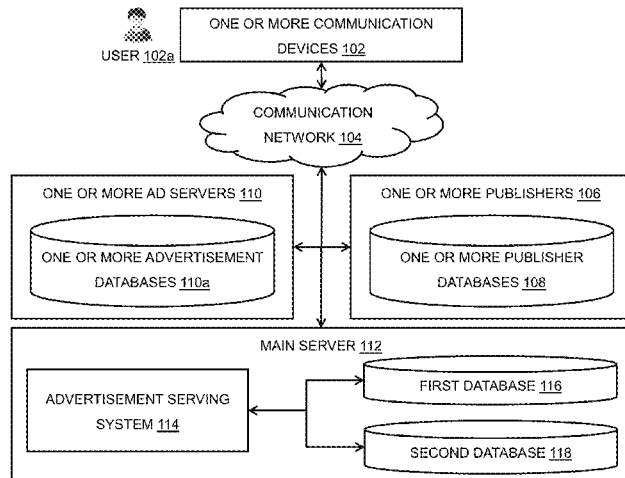 ONE OR MORE COMMUNICATION
DEVICES 102
USER 102a
COMMUNICATION
NETWORK 104
ONE OR MORE AD SERVERS 110
ONE OR MORE ADVERTISEMENT
DATABASES 110a
ONE OR MORE PUBLISHERS 106
ONE OR MORE PUBLISHER
DATABASES 108
MAIN SERVER 112
ADVERTISEMENT SERVING
SYSTEM 114
FIRST DATABASE 116
SECOND DATABASE 118